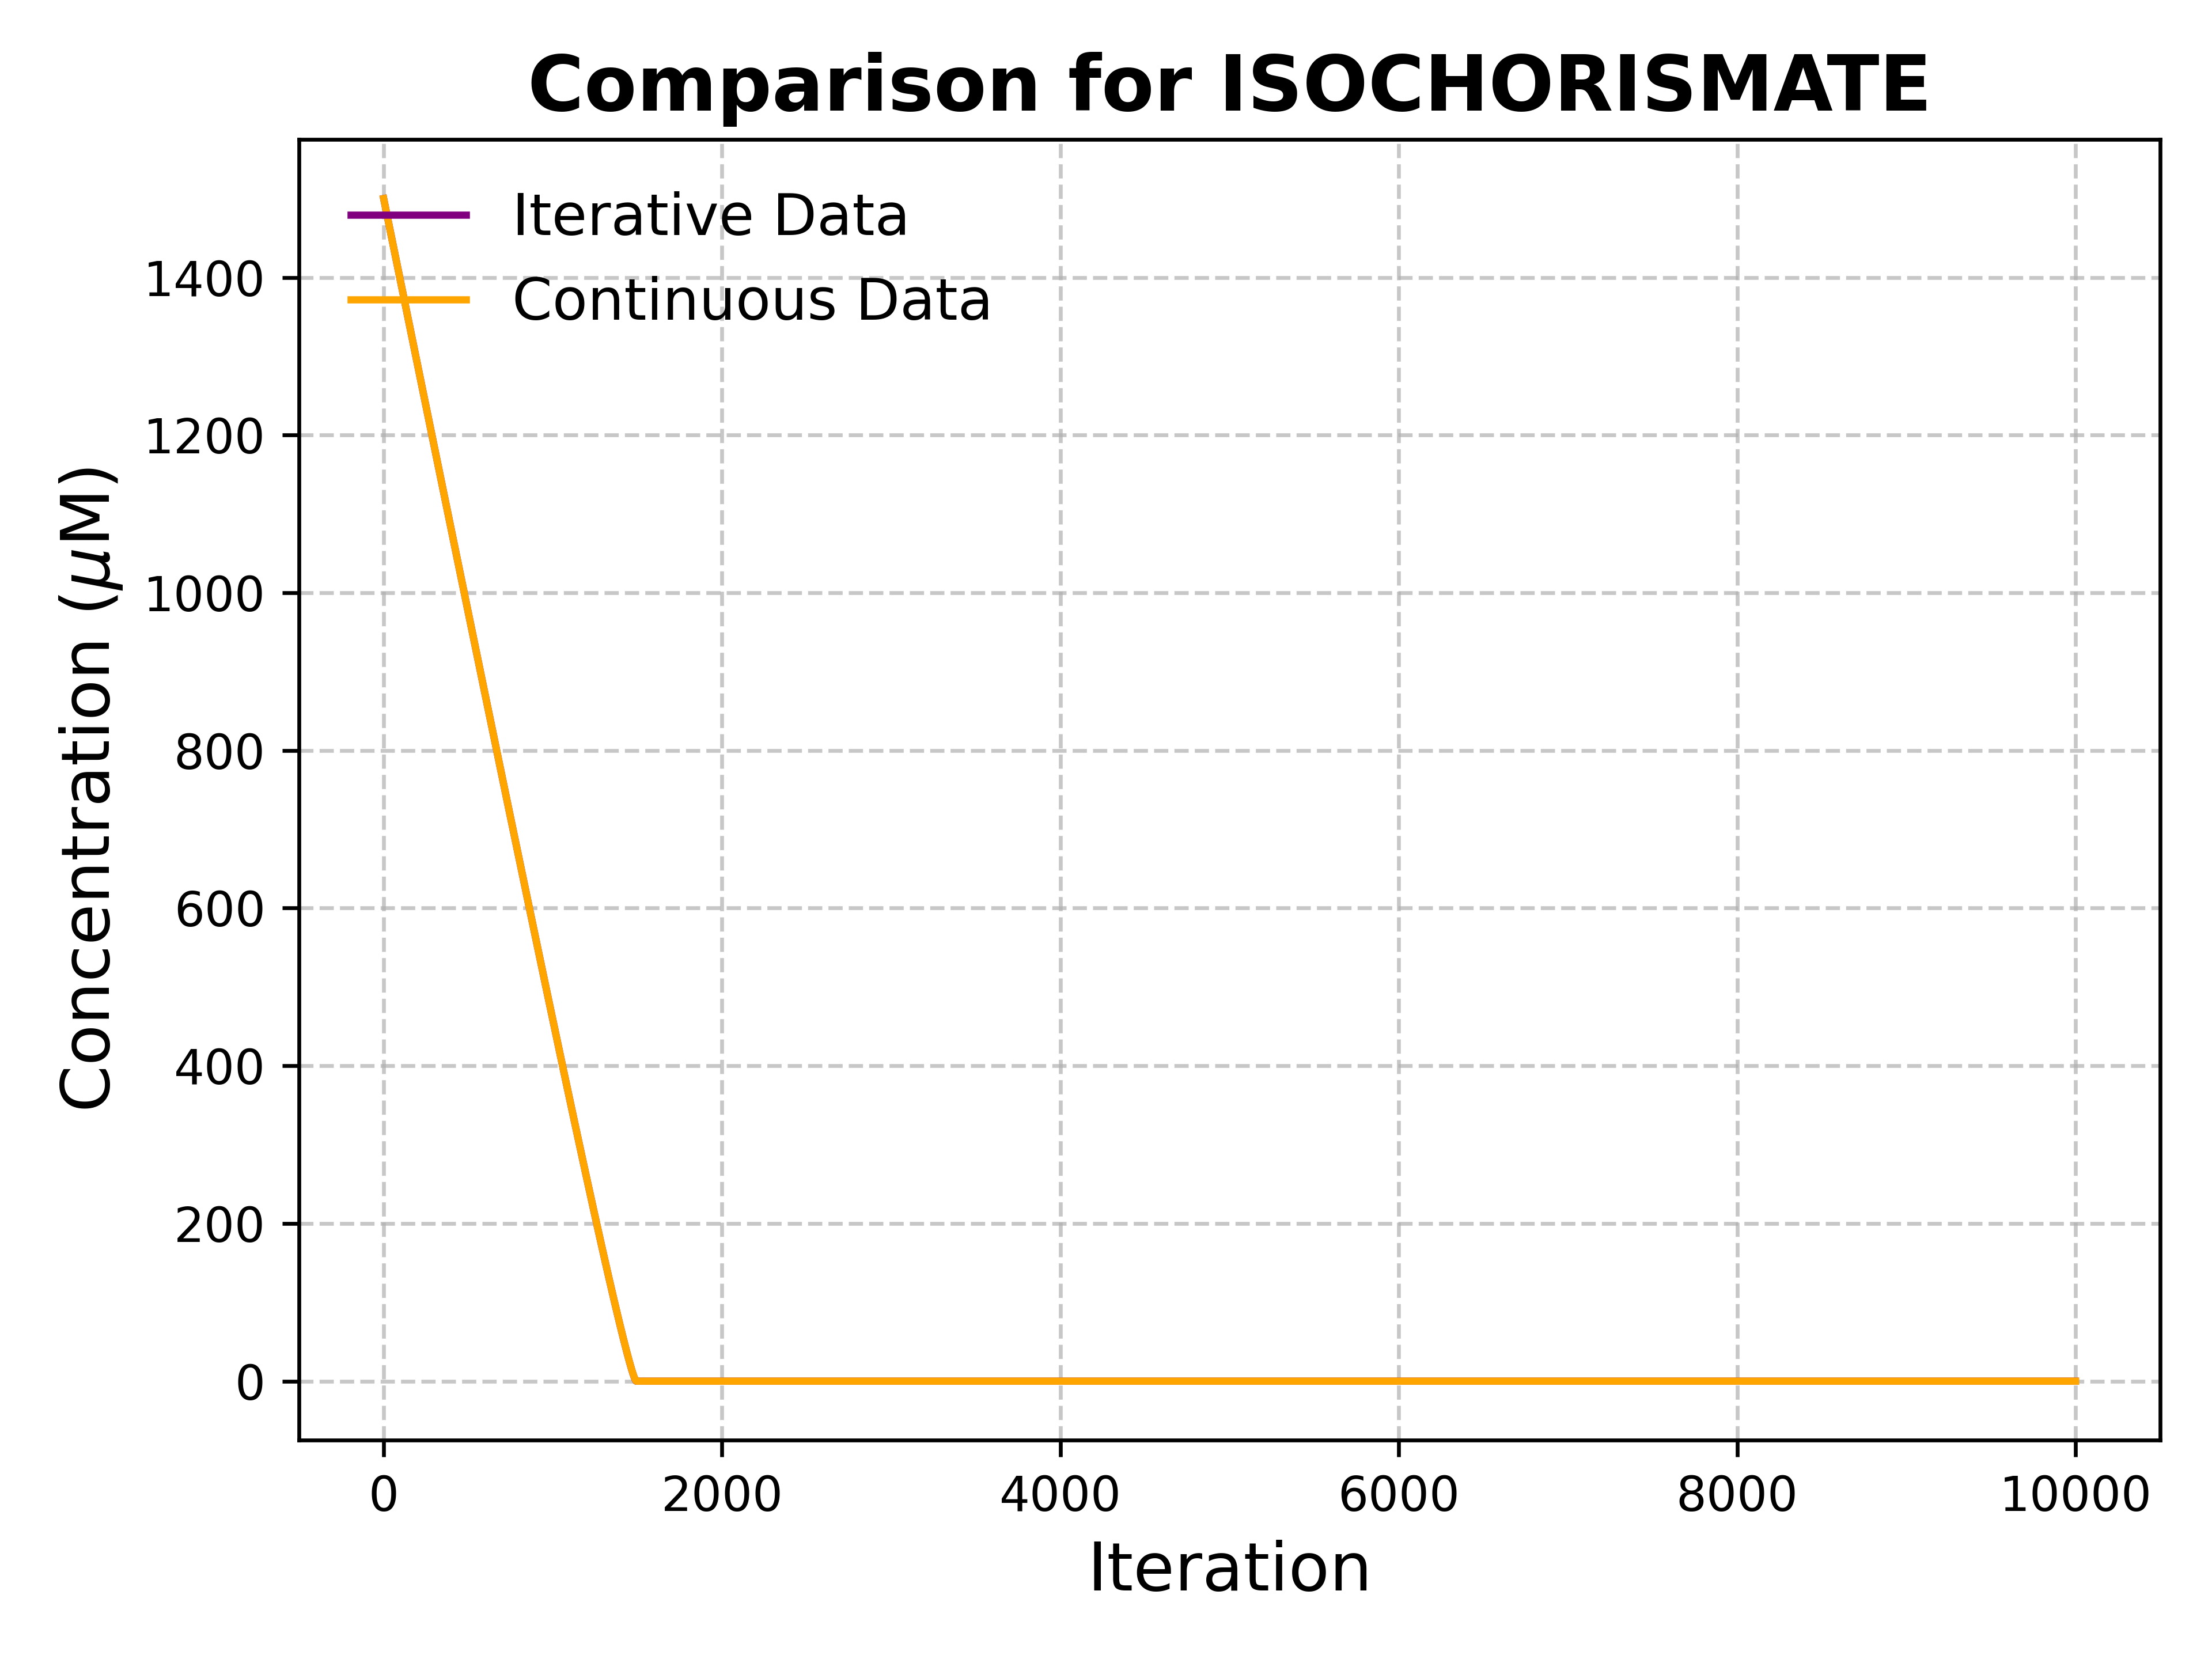 Comparison for ISOCHORISMATE
Iterative Data
Continuous Data
Concentration (μM)
1400
1200
1000
800
600
400
200
0
0 2000 4000 6000 8000 10000
Iteration